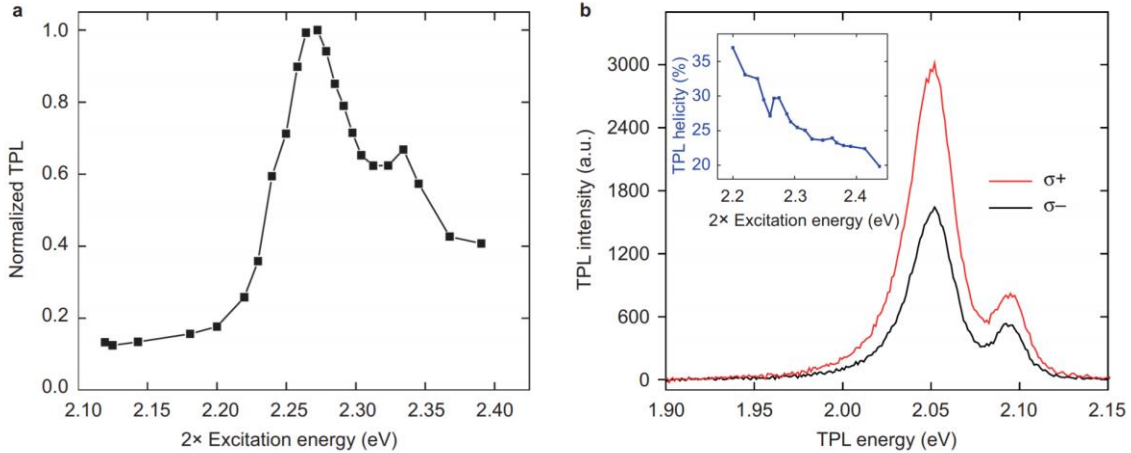 a
1.0
0.8
0.6
0.4
0.2
0.0
Normalized TPL
2.10 2.15 2.20 2.25 2.30 2.35 2.40
2× Excitation energy (eV)
b
3000
2400
1800
1200
600
0
TPL intensity (a.u.)
35
30
25
20
TPL helicity (%)
2.2 2.3 2.4
2× Excitation energy (eV)
σ+
σ−
1.90 1.95 2.00 2.05 2.10 2.15
TPL energy (eV)